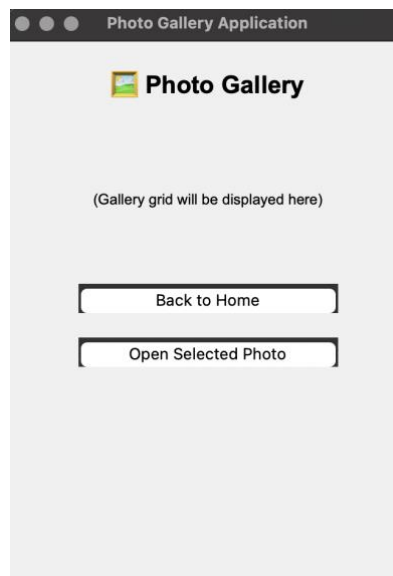 Photo Gallery Application
🖼️ Photo Gallery
(Gallery grid will be displayed here)
Back to Home
Open Selected Photo